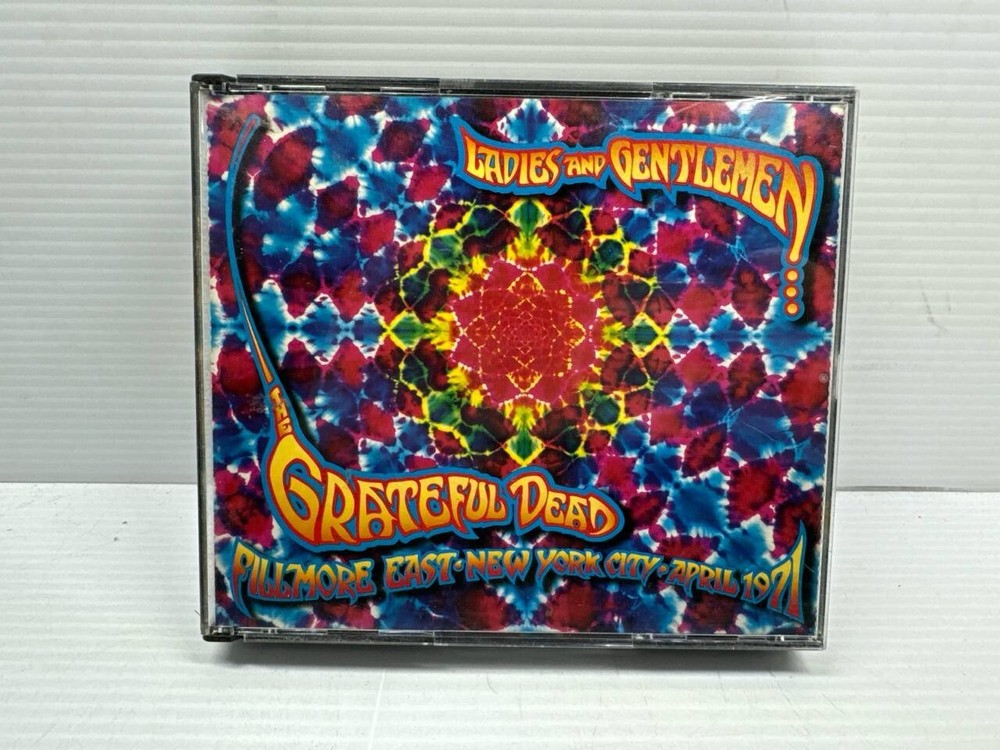 LADIES AND GENTLEMEN...
THE
GRATEFUL DEAD
FILLMORE EAST • NEW YORK CITY • APRIL 1971